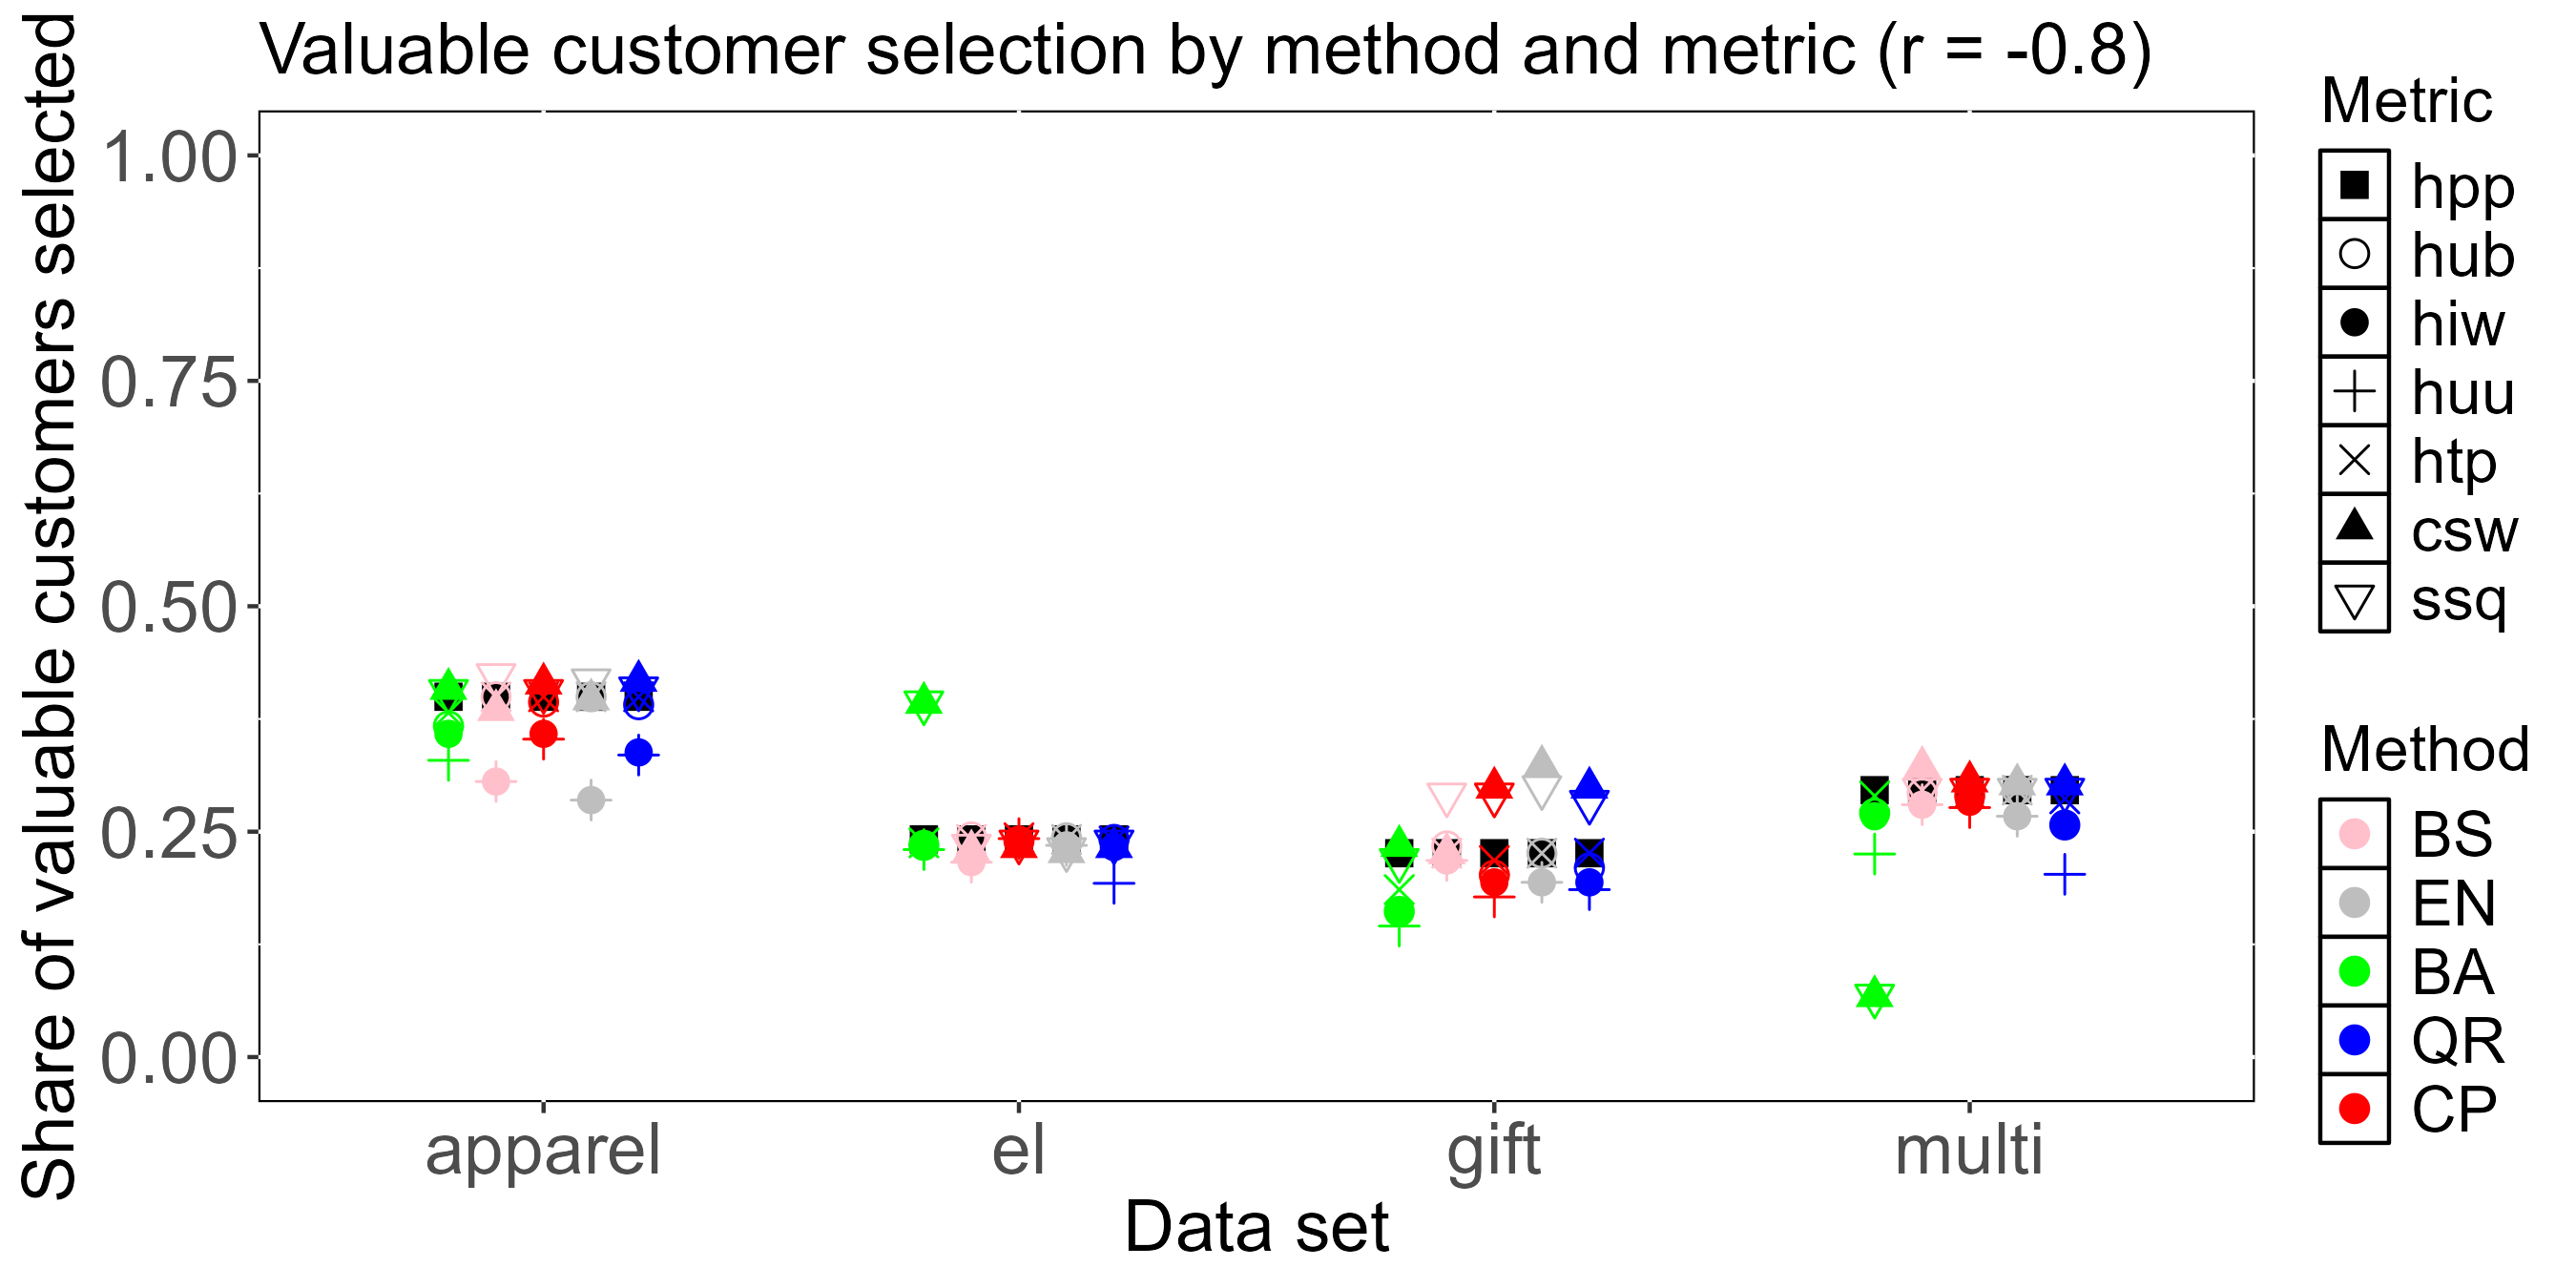 Valuable customer selection by method and metric (r = -0.8)
Share of valuable customers selected
1.00
0.75
0.50
0.25
0.00
apparel
el
gift
multi
Data set
Metric
hpp
hub
hiw
huu
htp
csw
ssq
Method
BS
EN
BA
QR
CP